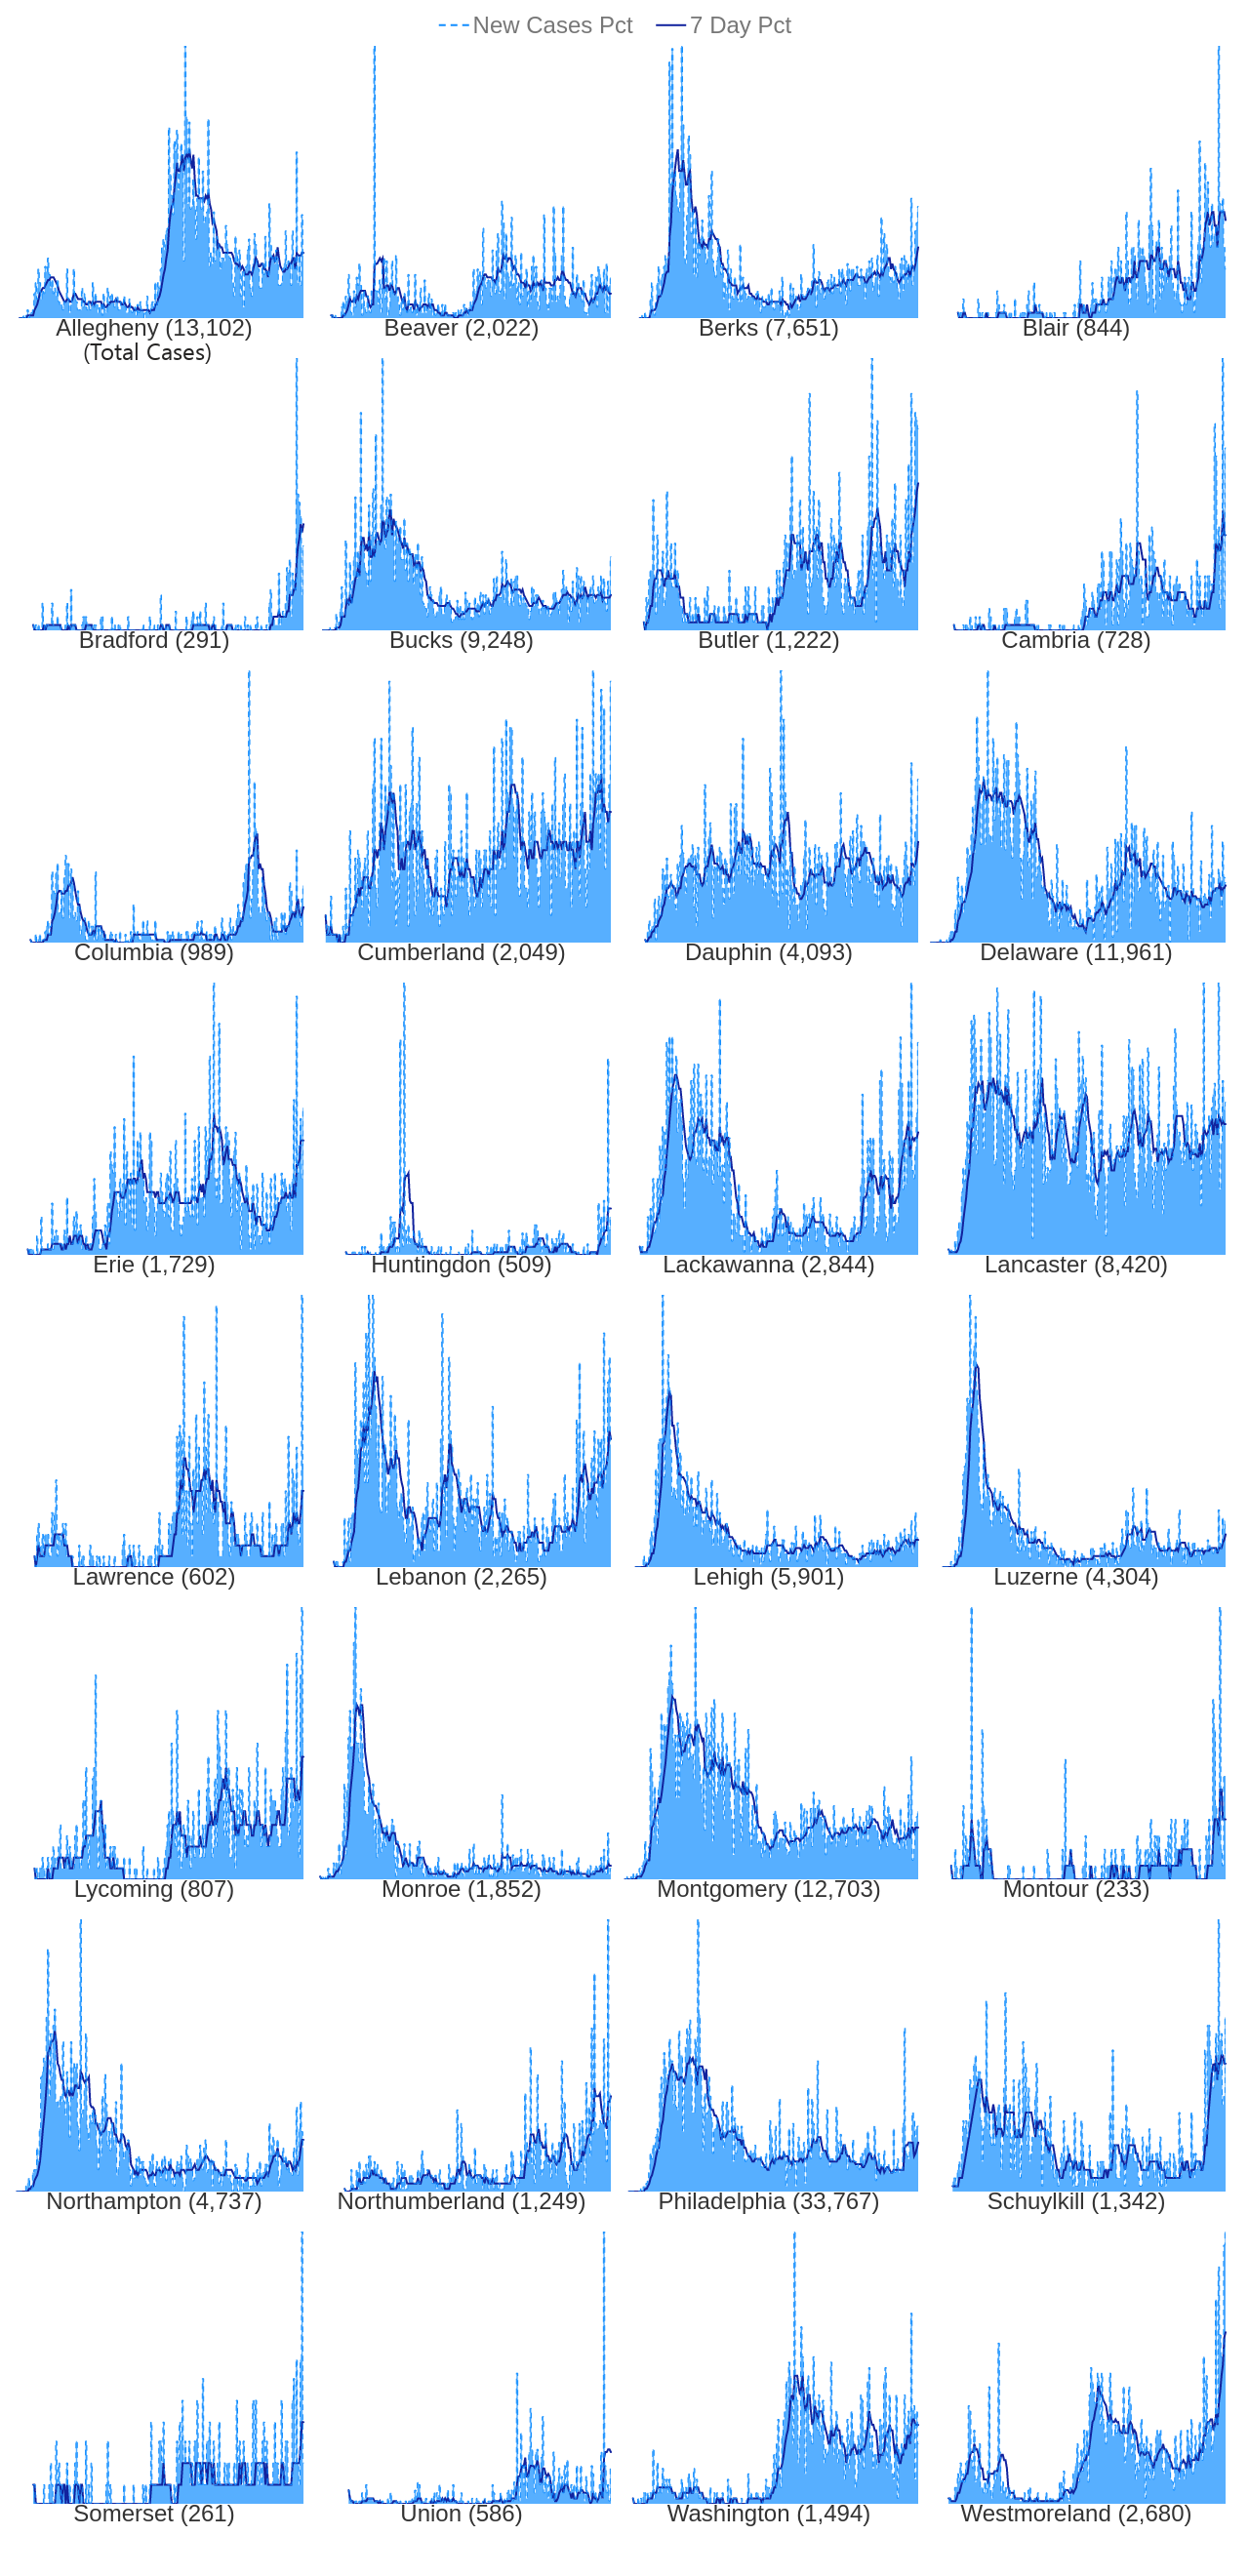 New Cases Pct 7 Day Pct
Allegheny (13,102) Beaver (2,022) Berks (7,651) Blair (844)
(Total Cases)
Bradford (291) Bucks (9,248) Butler (1,222) Cambria (728)
Columbia (989) Cumberland (2,049) Dauphin (4,093) Delaware (11,961)
Erie (1,729) Huntingdon (509) Lackawanna (2,844) Lancaster (8,420)
Lawrence (602) Lebanon (2,265) Lehigh (5,901) Luzerne (4,304)
Lycoming (807) Monroe (1,852) Montgomery (12,703) Montour (233)
Northampton (4,737) Northumberland (1,249) Philadelphia (33,767) Schuylkill (1,342)
Somerset (261) Union (586) Washington (1,494) Westmoreland (2,680)